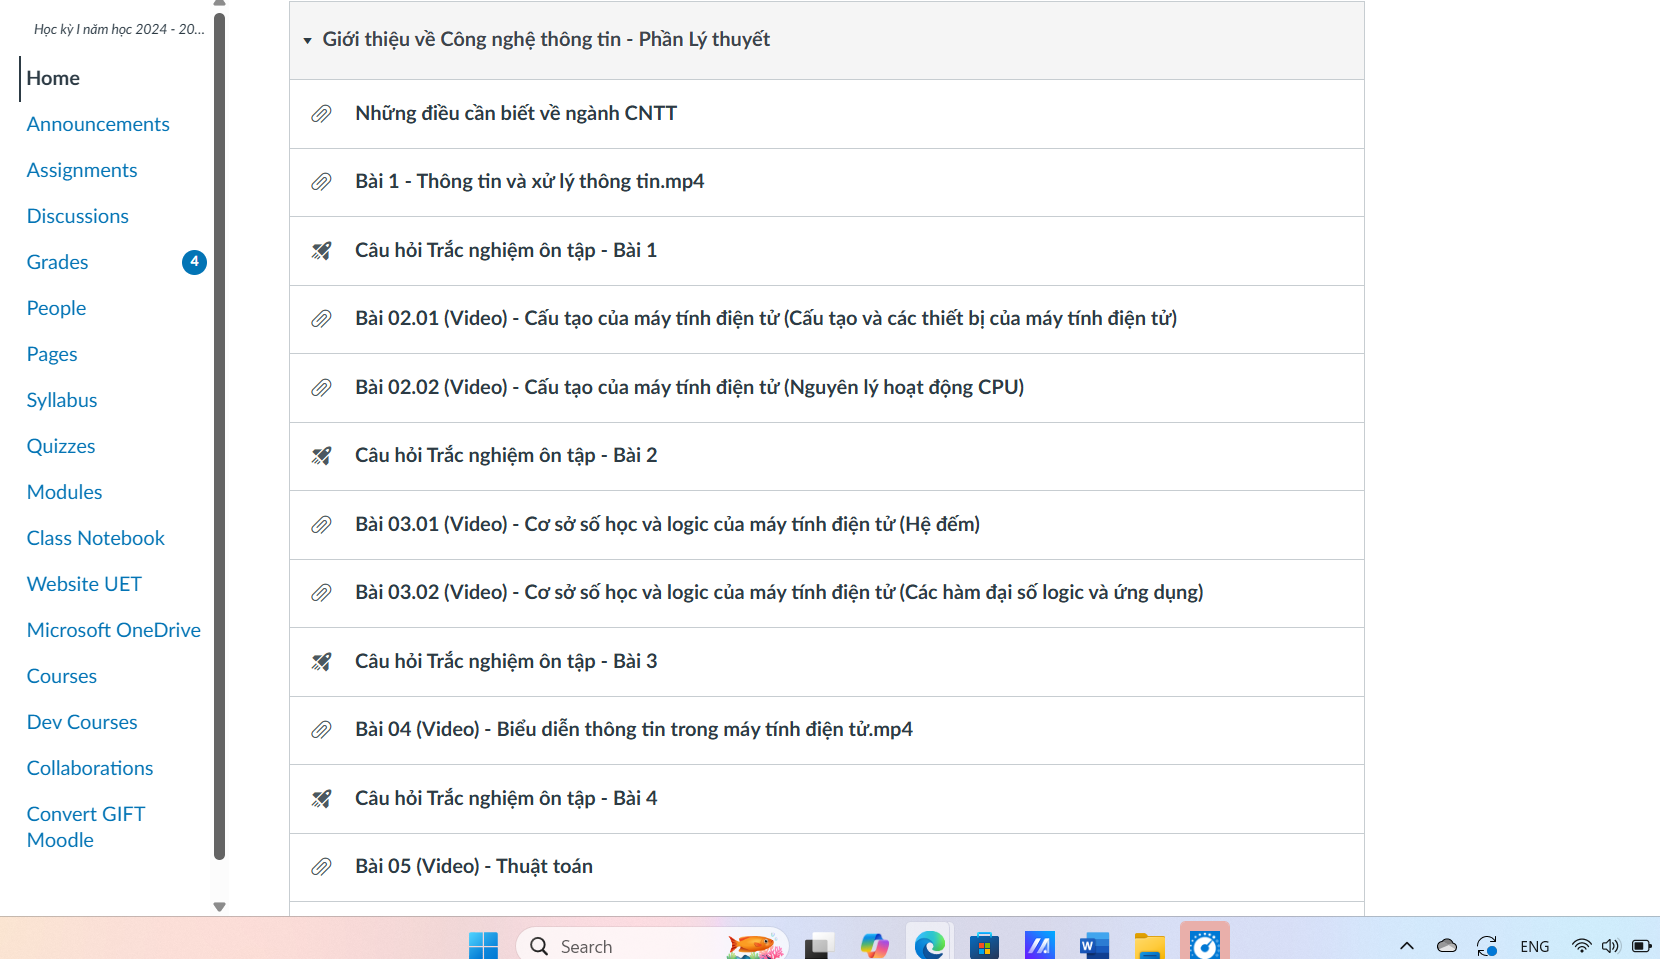 Học kỳ I năm học 2024 - 20...
Home
Announcements
Assignments
Discussions
Grades
4
People
Pages
Syllabus
Quizzes
Modules
Class Notebook
Website UET
Microsoft OneDrive
Courses
Dev Courses
Collaborations
Convert GIFT
Moodle
Giới thiệu về Công nghệ thông tin - Phần Lý thuyết
Những điều cần biết về ngành CNTT
Bài 1 - Thông tin và xử lý thông tin.mp4
Câu hỏi Trắc nghiệm ôn tập - Bài 1
Bài 02.01 (Video) - Cấu tạo của máy tính điện tử (Cấu tạo và các thiết bị của máy tính điện tử)
Bài 02.02 (Video) - Cấu tạo của máy tính điện tử (Nguyên lý hoạt động CPU)
Câu hỏi Trắc nghiệm ôn tập - Bài 2
Bài 03.01 (Video) - Cơ sở số học và logic của máy tính điện tử (Hệ đếm)
Bài 03.02 (Video) - Cơ sở số học và logic của máy tính điện tử (Các hàm đại số logic và ứng dụng)
Câu hỏi Trắc nghiệm ôn tập - Bài 3
Bài 04 (Video) - Biểu diễn thông tin trong máy tính điện tử.mp4
Câu hỏi Trắc nghiệm ôn tập - Bài 4
Bài 05 (Video) - Thuật toán
Search
W
ENG